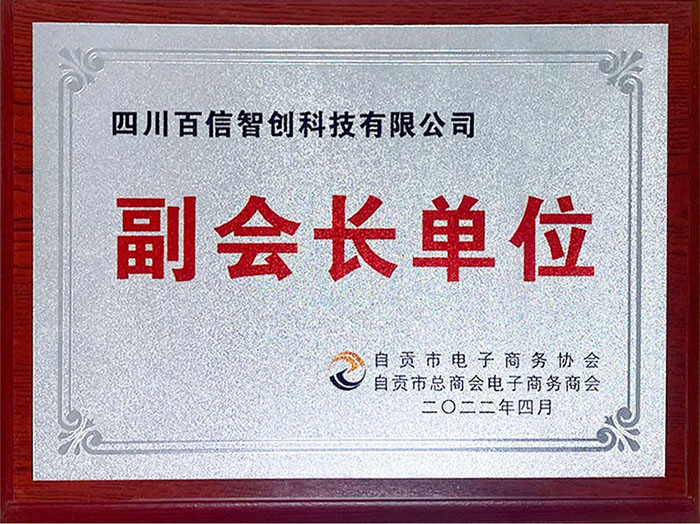 四川百信智创科技有限公司
副会长单位
自贡市电子商务协会
自贡市总商会电子商务商会
二〇二二年四月